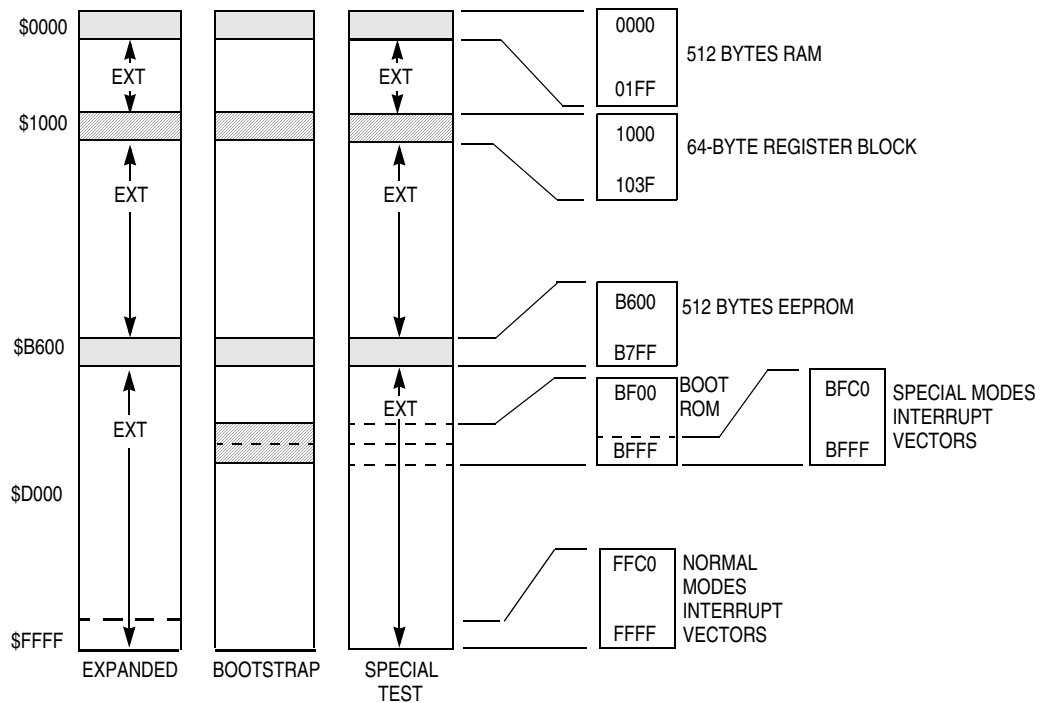 $0000
EXT
EXT
0000
512 BYTES RAM
01FF
$1000
1000
64-BYTE REGISTER BLOCK
103F
EXT
EXT
B600
512 BYTES EEPROM
B7FF
$B600
EXT
EXT
BF00
BOOT
ROM
BFFF
BFC0
SPECIAL MODES
INTERRUPT
VECTORS
BFFF
$D000
FFC0
NORMAL
MODES
INTERRUPT
VECTORS
FFFF
$FFFF
EXPANDED
BOOTSTRAP
SPECIAL
TEST